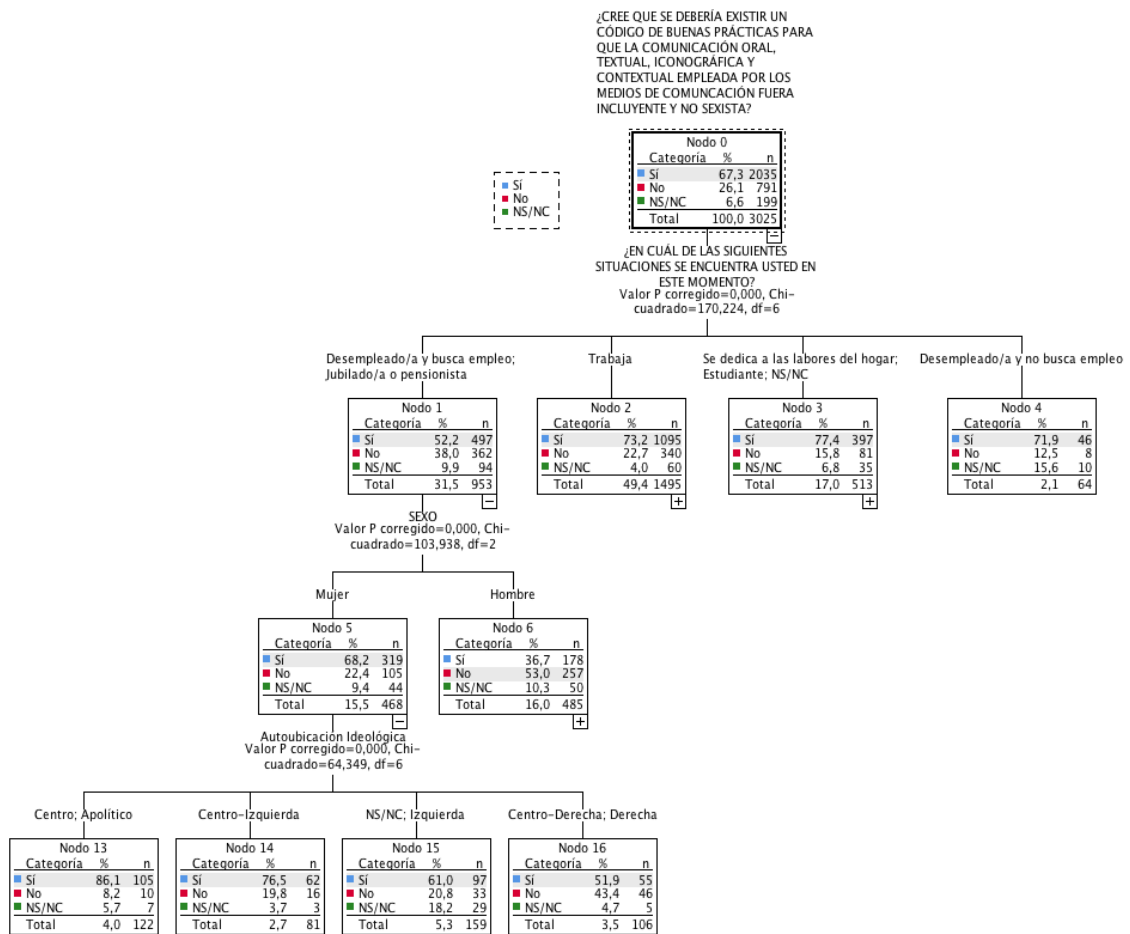 ¿CREE QUE SE DEBERÍA EXISTIR UN
CÓDIGO DE BUENAS PRÁCTICAS PARA
QUE LA COMUNICACIÓN ORAL,
TEXTUAL, ICONOGRÁFICA Y
CONTEXTUAL EMPLEADA POR LOS
MEDIOS DE COMUNCACIÓN FUERA
INCLUYENTE Y NO SEXISTA?
Nodo 0
Categoría % n
Sí 67,3 2035
No 26,1 791
NS/NC 6,6 199
Total 100,0 3025
Sí
No
NS/NC
¿EN CUÁL DE LAS SIGUIENTES
SITUACIONES SE ENCUENTRA USTED EN
ESTE MOMENTO?
Valor P corregido=0,000, Chi-
cuadrado=170,224, df=6
Desempleado/a y busca empleo;
Jubilado/a o pensionista
Nodo 1
Categoría % n
Sí 52,2 497
No 38,0 362
NS/NC 9,9 94
Total 31,5 953
Trabaja
Nodo 2
Categoría % n
Sí 73,2 1095
No 22,7 340
NS/NC 4,0 60
Total 49,4 1495
Se dedica a las labores del hogar;
Estudiante; NS/NC
Nodo 3
Categoría % n
Sí 77,4 397
No 15,8 81
NS/NC 6,8 35
Total 17,0 513
Desempleado/a y no busca empleo
Nodo 4
Categoría % n
Sí 71,9 46
No 12,5 8
NS/NC 15,6 10
Total 2,1 64
SEXO
Valor P corregido=0,000, Chi-
cuadrado=103,938, df=2
Mujer
Nodo 5
Categoría % n
Sí 68,2 319
No 22,4 105
NS/NC 9,4 44
Total 15,5 468
Hombre
Nodo 6
Categoría % n
Sí 36,7 178
No 53,0 257
NS/NC 10,3 50
Total 16,0 485
Autoubicación Ideológica
Valor P corregido=0,000, Chi-
cuadrado=64,349, df=6
Centro; Apolítico
Nodo 13
Categoría % n
Sí 86,1 105
No 8,2 10
NS/NC 5,7 7
Total 4,0 122
Centro-Izquierda
Nodo 14
Categoría % n
Sí 76,5 62
No 19,8 16
NS/NC 3,7 3
Total 2,7 81
NS/NC; Izquierda
Nodo 15
Categoría % n
Sí 61,0 97
No 20,8 33
NS/NC 18,2 29
Total 5,3 159
Centro-Derecha; Derecha
Nodo 16
Categoría % n
Sí 51,9 55
No 43,4 46
NS/NC 4,7 5
Total 3,5 106